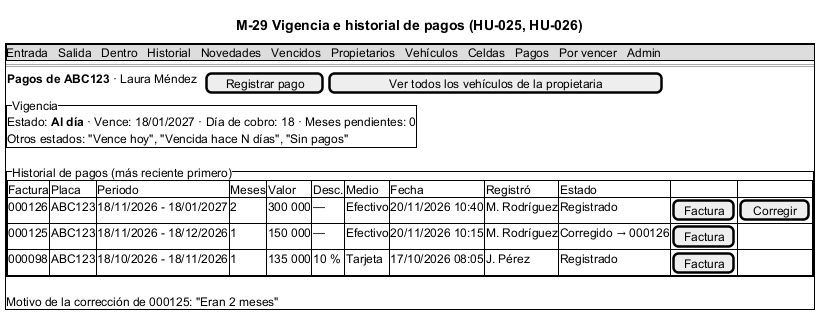 M-29 Vigencia e historial de pagos (HU-025, HU-026)
Entrada Salida Dentro Historial Novedades Vencidos Propietarios Vehículos Celdas Pagos Por vencer Admin
Pagos de ABC123 · Laura Méndez Registrar pago Ver todos los vehículos de la propietaria
Vigencia
Estado: Al día · Vence: 18/01/2027 · Día de cobro: 18 · Meses pendientes: 0
Otros estados: "Vence hoy", "Vencida hace N días", "Sin pagos"
Historial de pagos (más reciente primero)
Factura Placa Periodo Meses Valor Desc. Medio Fecha Registró Estado
000126 ABC123 18/11/2026 - 18/01/2027 2 300 000 — Efectivo 20/11/2026 10:40 M. Rodríguez Registrado Factura Corregir
000125 ABC123 18/11/2026 - 18/12/2026 1 150 000 — Efectivo 20/11/2026 10:15 M. Rodríguez Corregido → 000126 Factura
000098 ABC123 18/10/2026 - 18/11/2026 1 135 000 10 % Tarjeta 17/10/2026 08:05 J. Pérez Registrado Factura
Motivo de la corrección de 000125: "Eran 2 meses"